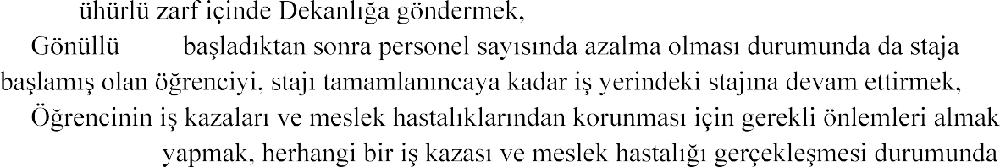 ühürlü zarf içinde Dekanlığa göndermek,
Gönüllü başladıktan sonra personel sayısında azalma olması durumunda da staja
başlamış olan öğrenciyi, stajı tamamlanıncaya kadar iş yerindeki stajına devam ettirmek,
Öğrencinin iş kazaları ve meslek hastalıklarından korunması için gerekli önlemleri almak
yapmak, herhangi bir iş kazası ve meslek hastalığı gerçekleşmesi durumunda